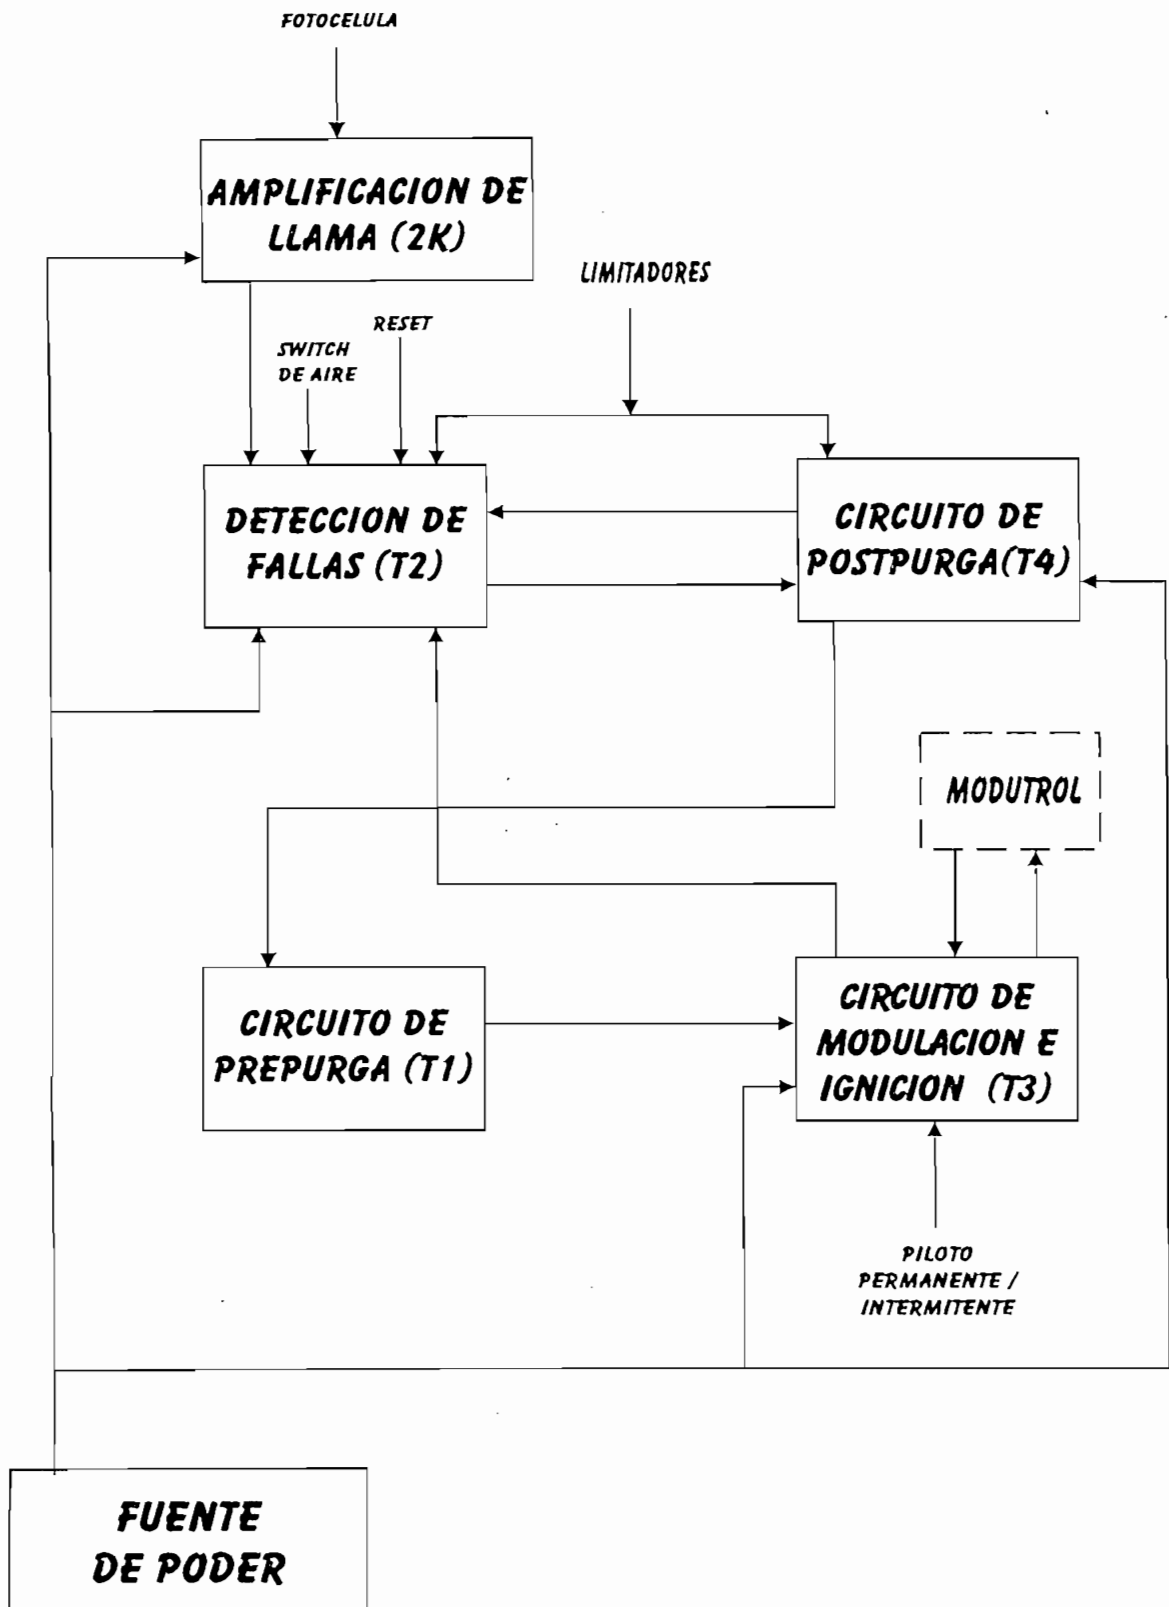 FOTOCELULA
AMPLIFICACION DE
LLAMA (2K)
LIMITADORES
RESET
SWITCH
DE AIRE
DETECCION DE
FALLAS (T2)
CIRCUITO DE
POSTPURGA(T4)
MODUTROL
CIRCUITO DE
PREPURGA (T1)
CIRCUITO DE
MODULACION E
IGNICION (T3)
PILOTO
PERMANENTE /
INTERMITENTE
FUENTE
DE PODER